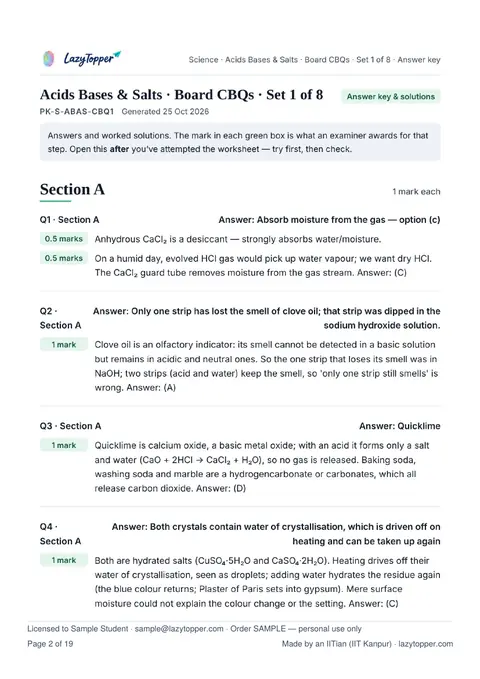 LazyTopper
Science · Acids Bases & Salts · Board CBQs · Set 1 of 8 · Answer key
Acids Bases & Salts · Board CBQs · Set 1 of 8
Answer key & solutions
PK-S-ABAS-CBQ1 Generated 25 Oct 2026
Answers and worked solutions. The mark in each green box is what an examiner awards for that
step. Open this after you've attempted the worksheet — try first, then check.
Section A
1 mark each
Q1 · Section A
Answer: Absorb moisture from the gas — option (c)
0.5 marks Anhydrous CaCl₂ is a desiccant — strongly absorbs water/moisture.
0.5 marks On a humid day, evolved HCl gas would pick up water vapour; we want dry HCl.
The CaCl₂ guard tube removes moisture from the gas stream. Answer: (C)
Q2 ·
Section A
Answer: Only one strip has lost the smell of clove oil; that strip was dipped in the
sodium hydroxide solution.
1 mark Clove oil is an olfactory indicator: its smell cannot be detected in a basic solution
but remains in acidic and neutral ones. So the one strip that loses its smell was in
NaOH; two strips (acid and water) keep the smell, so 'only one strip still smells' is
wrong. Answer: (A)
Q3 · Section A
Answer: Quicklime
1 mark Quicklime is calcium oxide, a basic metal oxide; with an acid it forms only a salt
and water (CaO + 2HCl → CaCl₂ + H₂O), so no gas is released. Baking soda,
washing soda and marble are a hydrogencarbonate or carbonates, which all
release carbon dioxide. Answer: (D)
Q4 ·
Section A
Answer: Both crystals contain water of crystallisation, which is driven off on
heating and can be taken up again
1 mark Both are hydrated salts (CuSO₄·5H₂O and CaSO₄·2H₂O). Heating drives off their
water of crystallisation, seen as droplets; adding water hydrates the residue again
(the blue colour returns; Plaster of Paris sets into gypsum). Mere surface
moisture could not explain the colour change or the setting. Answer: (C)
Licensed to Sample Student · sample@lazytopper.com · Order SAMPLE — personal use only
Page 2 of 19
Made by an IITian (IIT Kanpur) · lazytopper.com